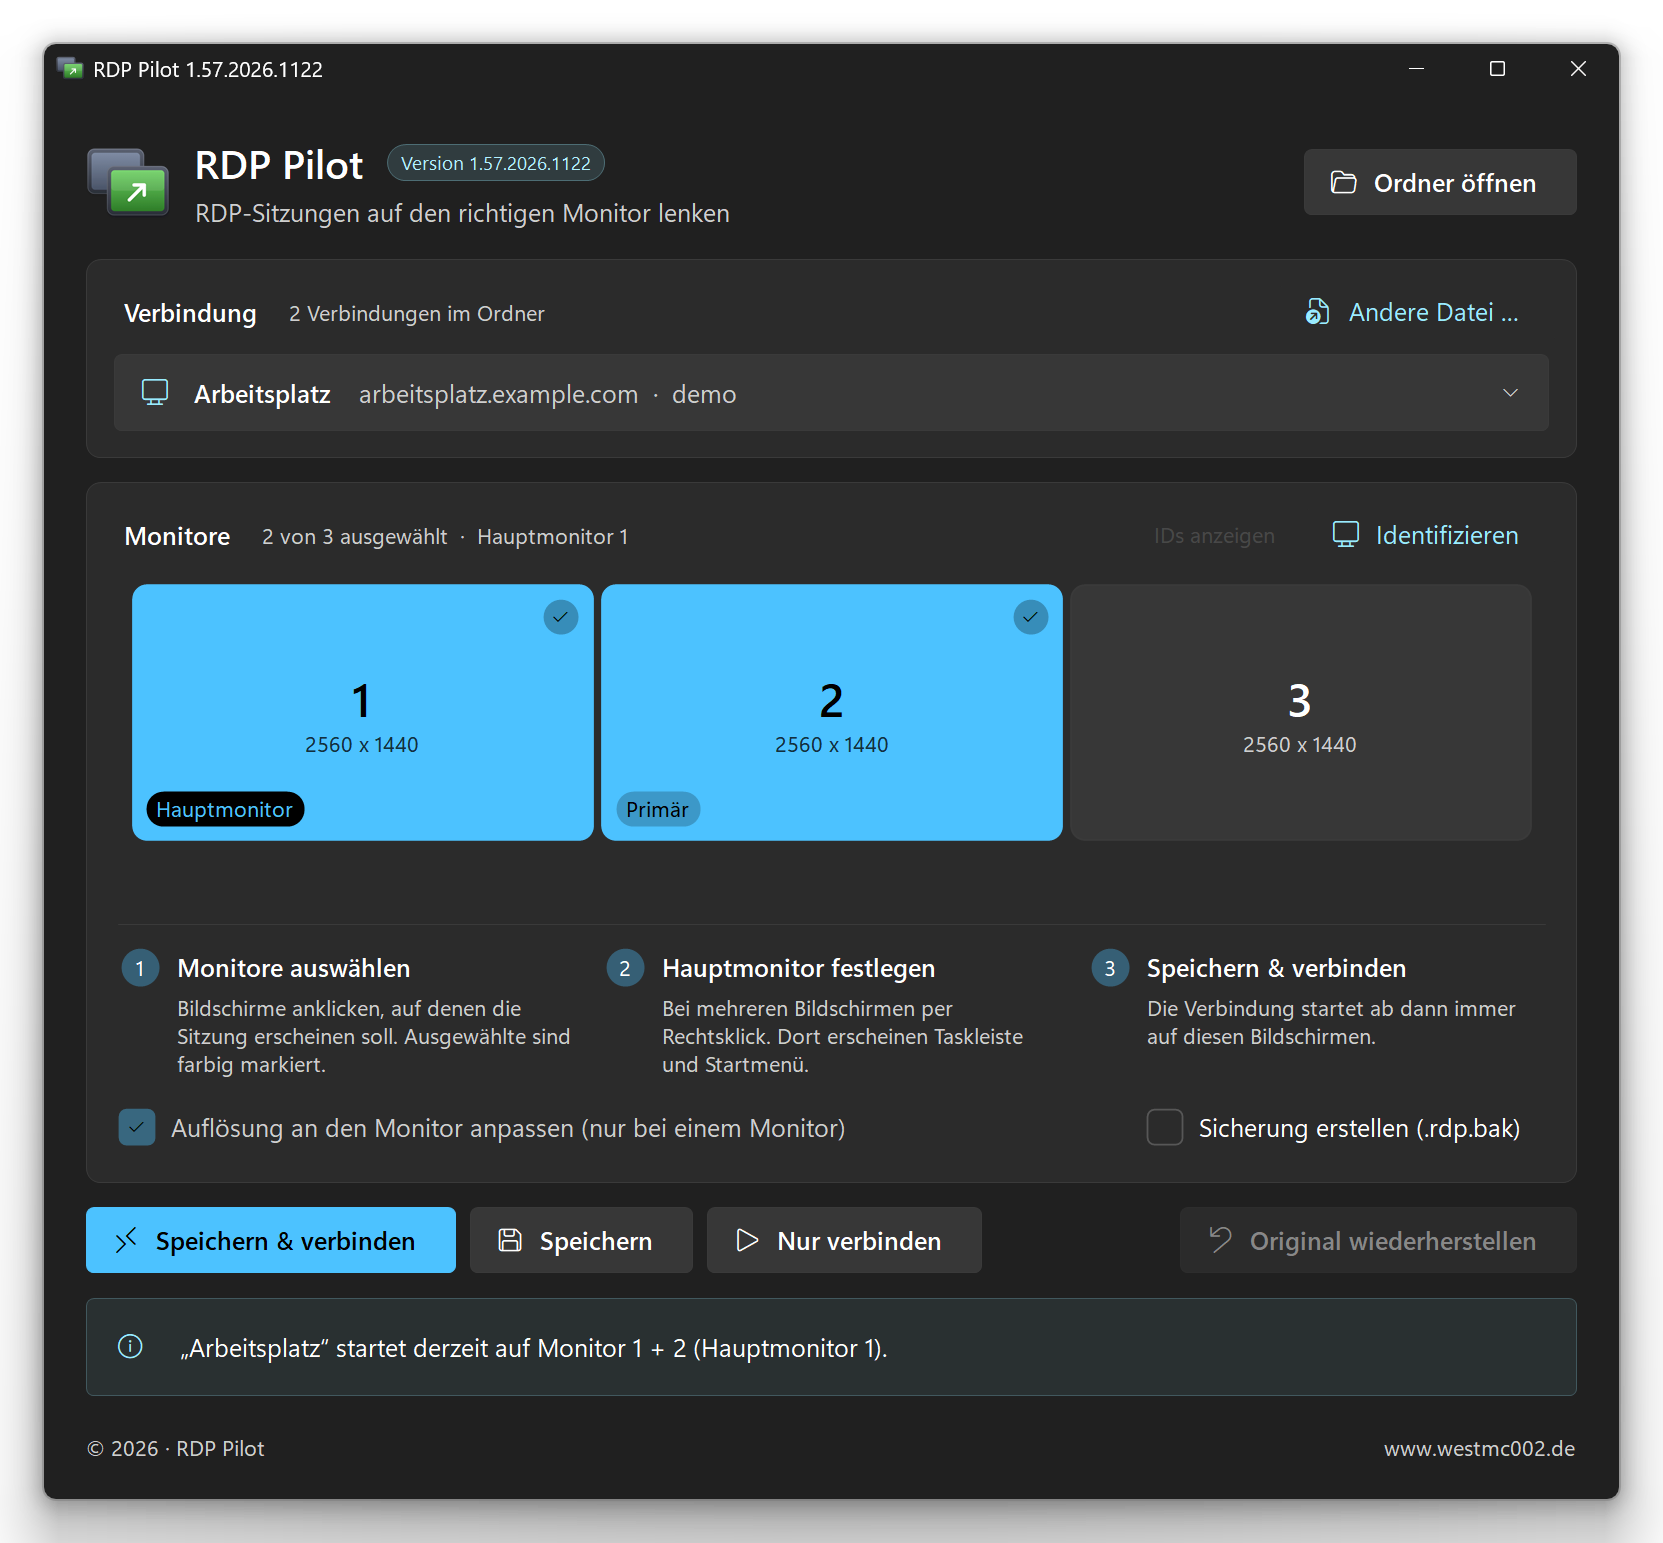 RDP Pilot 1.57.2026.1122
RDP Pilot
Version 1.57.2026.1122
RDP-Sitzungen auf den richtigen Monitor lenken
Ordner öffnen
Verbindung
2 Verbindungen im Ordner
Andere Datei ...
Arbeitsplatz
arbeitsplatz.example.com · demo
Monitore
2 von 3 ausgewählt · Hauptmonitor 1
IDs anzeigen
Identifizieren
1
2560 x 1440
Hauptmonitor
2
2560 x 1440
Primär
3
2560 x 1440
1
Monitore auswählen
Bildschirme anklicken, auf denen die
Sitzung erscheinen soll. Ausgewählte sind
farbig markiert.
2
Hauptmonitor festlegen
Bei mehreren Bildschirmen per
Rechtsklick. Dort erscheinen Taskleiste
und Startmenü.
3
Speichern & verbinden
Die Verbindung startet ab dann immer
auf diesen Bildschirmen.
Auflösung an den Monitor anpassen (nur bei einem Monitor)
Sicherung erstellen (.rdp.bak)
Speichern & verbinden
Speichern
Nur verbinden
Original wiederherstellen
„Arbeitsplatz“ startet derzeit auf Monitor 1 + 2 (Hauptmonitor 1).
© 2026 · RDP Pilot
www.westmc002.de